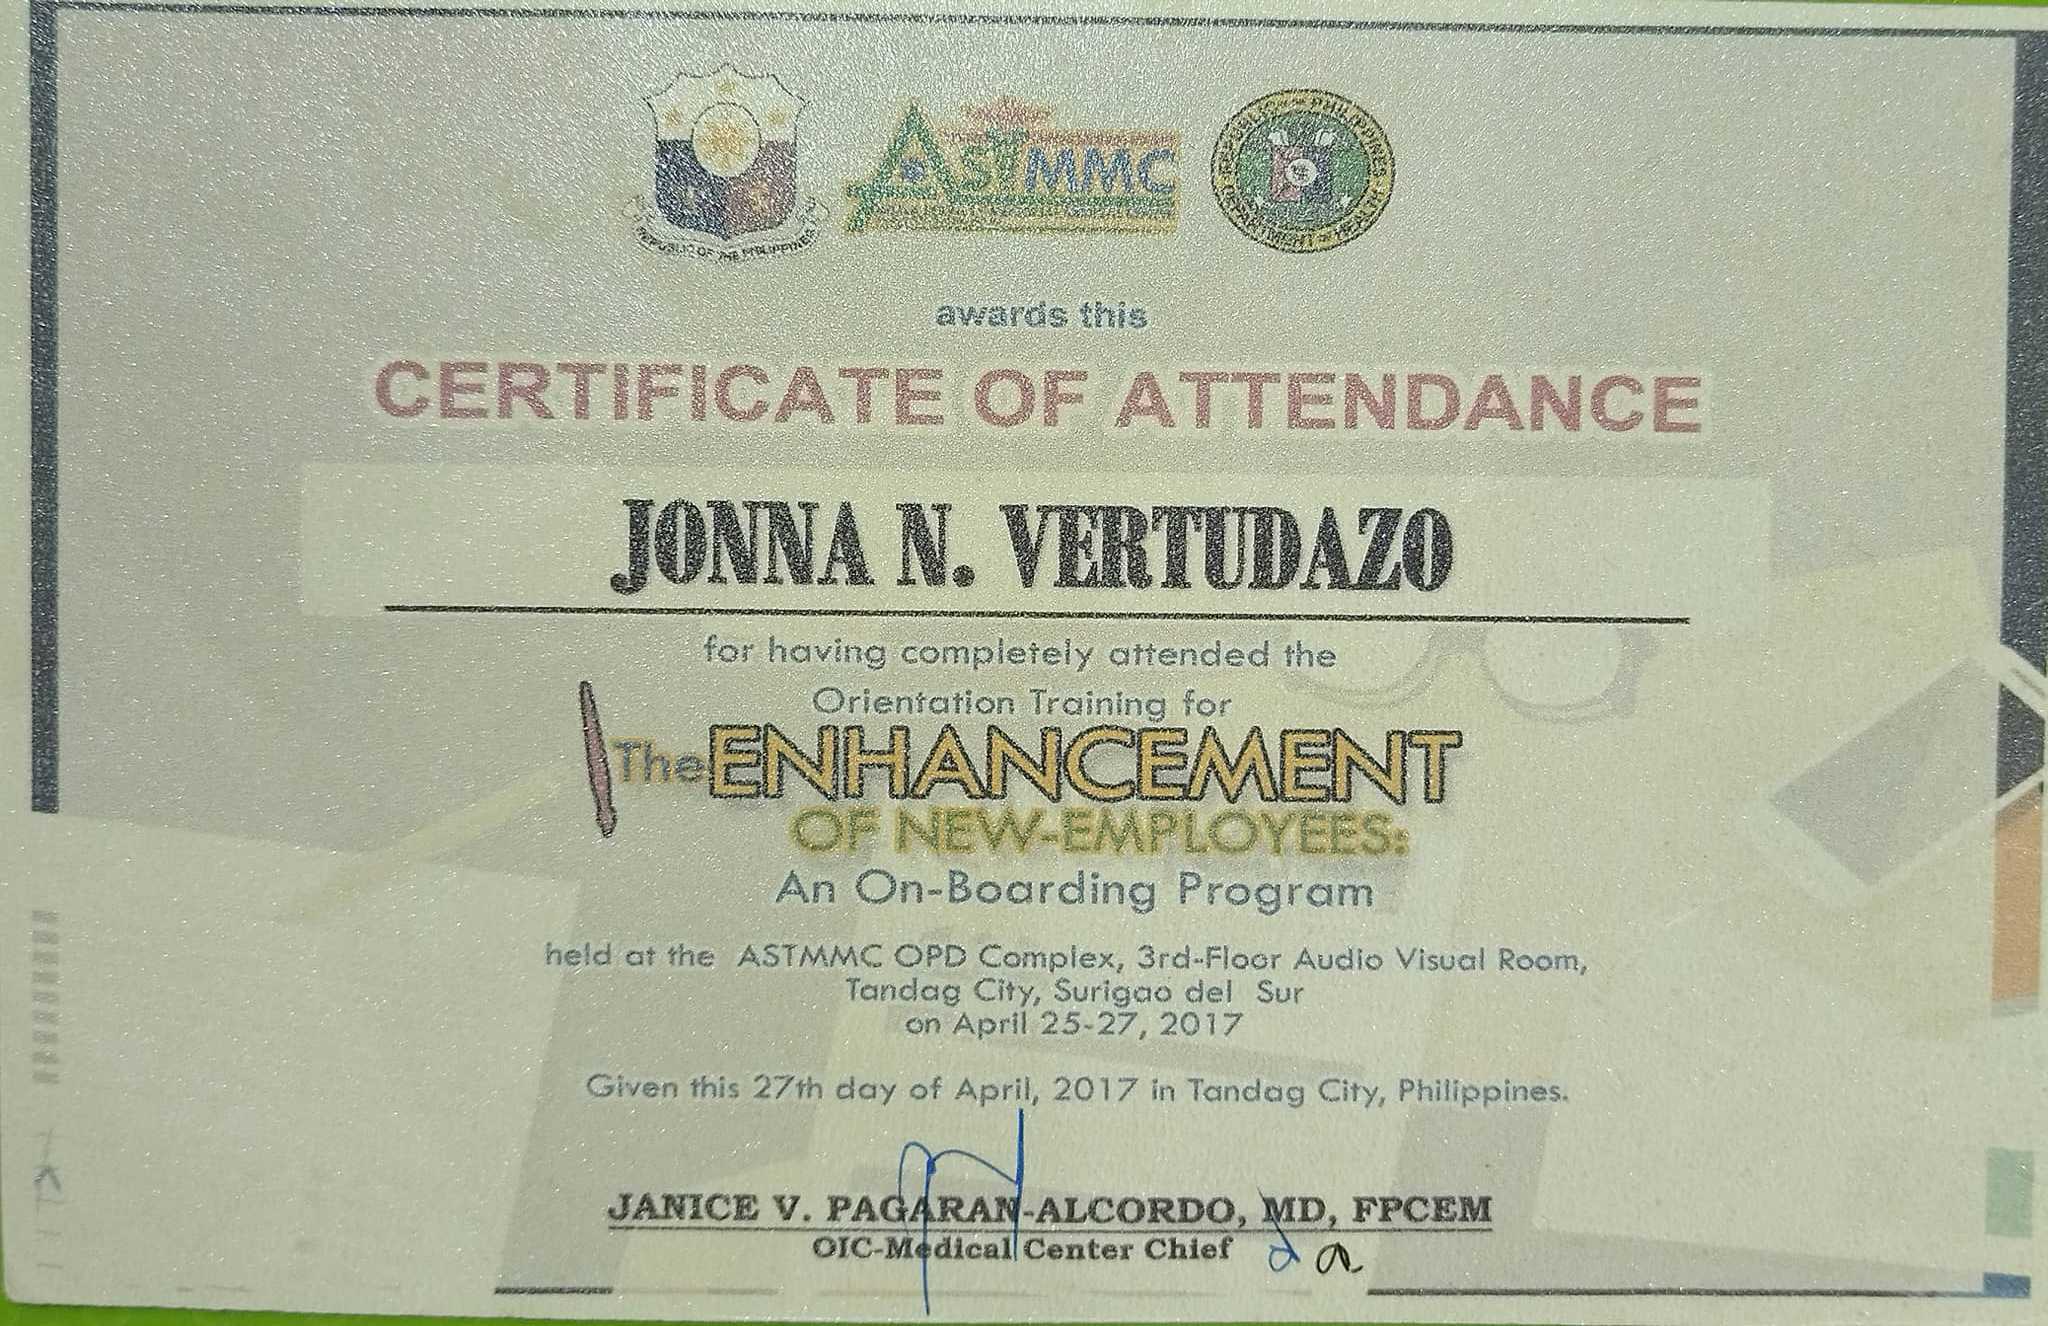 REPUBLIC OF THE PHILIPPINES
ASTMMC
REPUBLIC PHILIPPINES
DEPARTMENT HEALTH
awards this
CERTIFICATE OF ATTENDANCE
JONNA N. VERTUDAZO
for having completely attended the
Orientation Training for
The ENHANCEMENT
OF NEW-EMPLOYEES:
An On-Boarding Program
held at the ASTMMC OPD Complex, 3rd-Floor Audio Visual Room,
Tandag City, Surigao del Sur
on April 25-27, 2017
Given this 27th day of April, 2017 in Tandag City, Philippines.
JANICE V. PAGARAN-ALCORDO, MD, FPCEM
OIC-Medical Center Chief